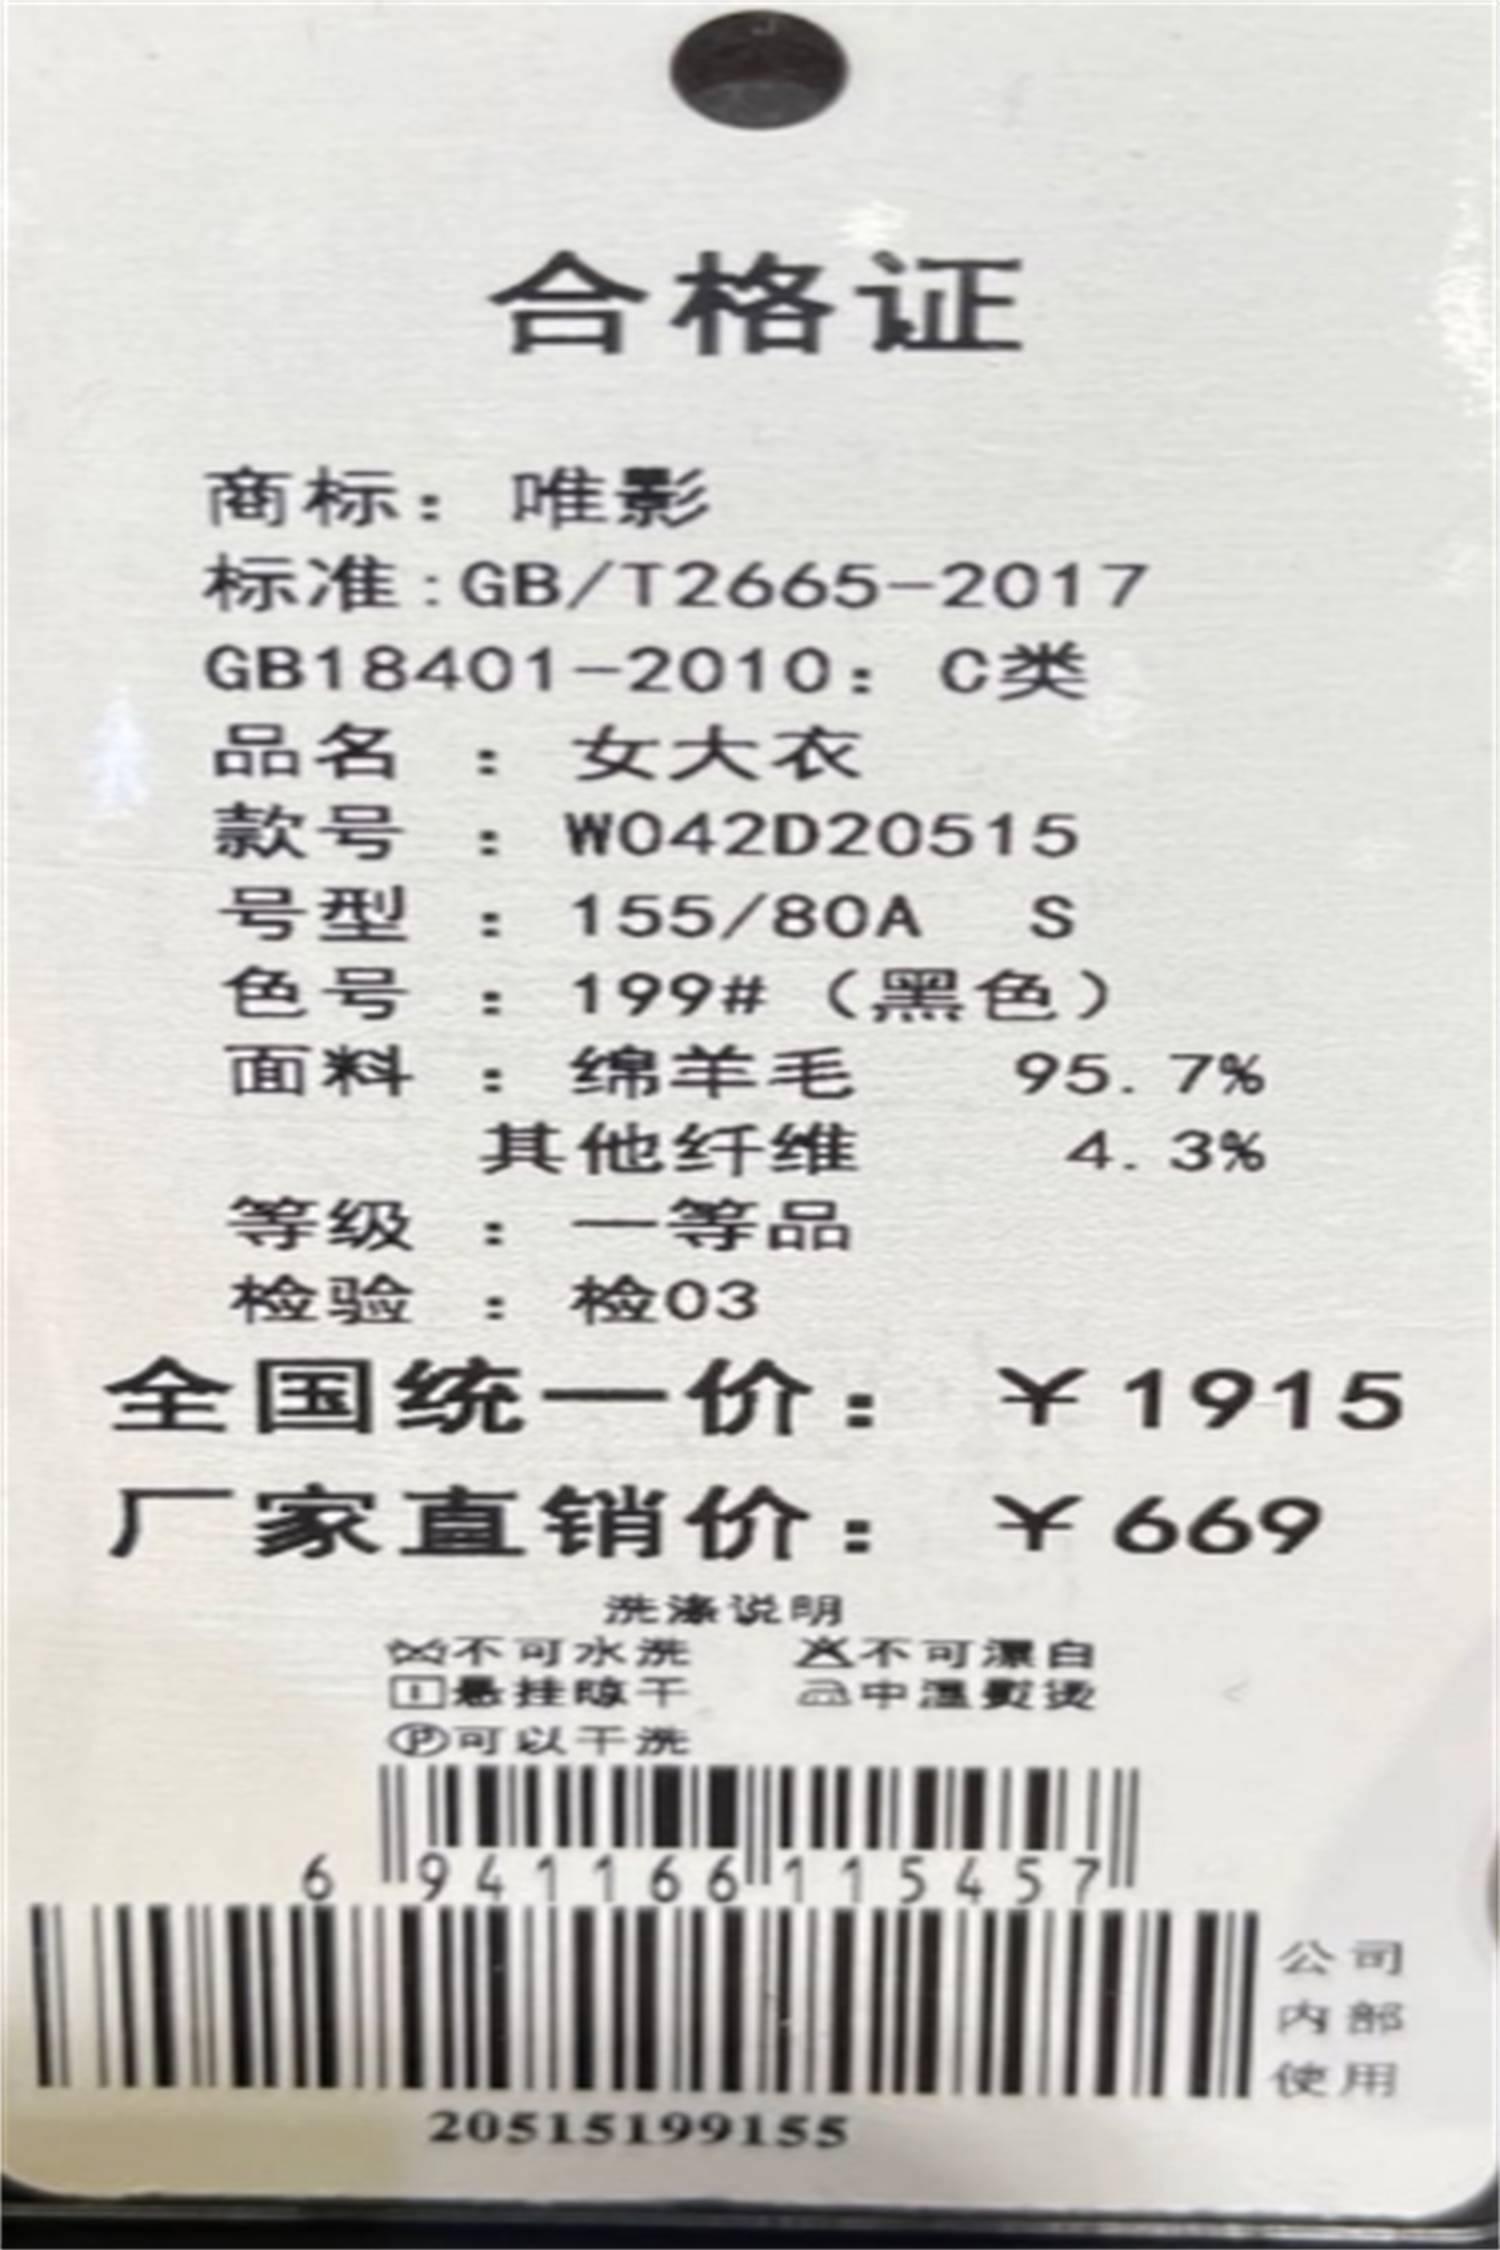 合格证
商标：唯影
标准:GB/T2665-2017
GB18401-2010：C类
品名 ：女大衣
款号 ：W042D20515
号型 ：155/80A S
色号 ：199#（黑色）
面料 ：绵羊毛 95.7%
其他纤维 4.3%
等级 ：一等品
检验 ：检03
全国统一价：¥1915
厂家直销价：¥669
洗涤说明
不可水洗 不可漂白
悬挂晾干 中温熨烫
Ⓟ可以干洗
6 941166 115457
公司
内部
使用
20515199155